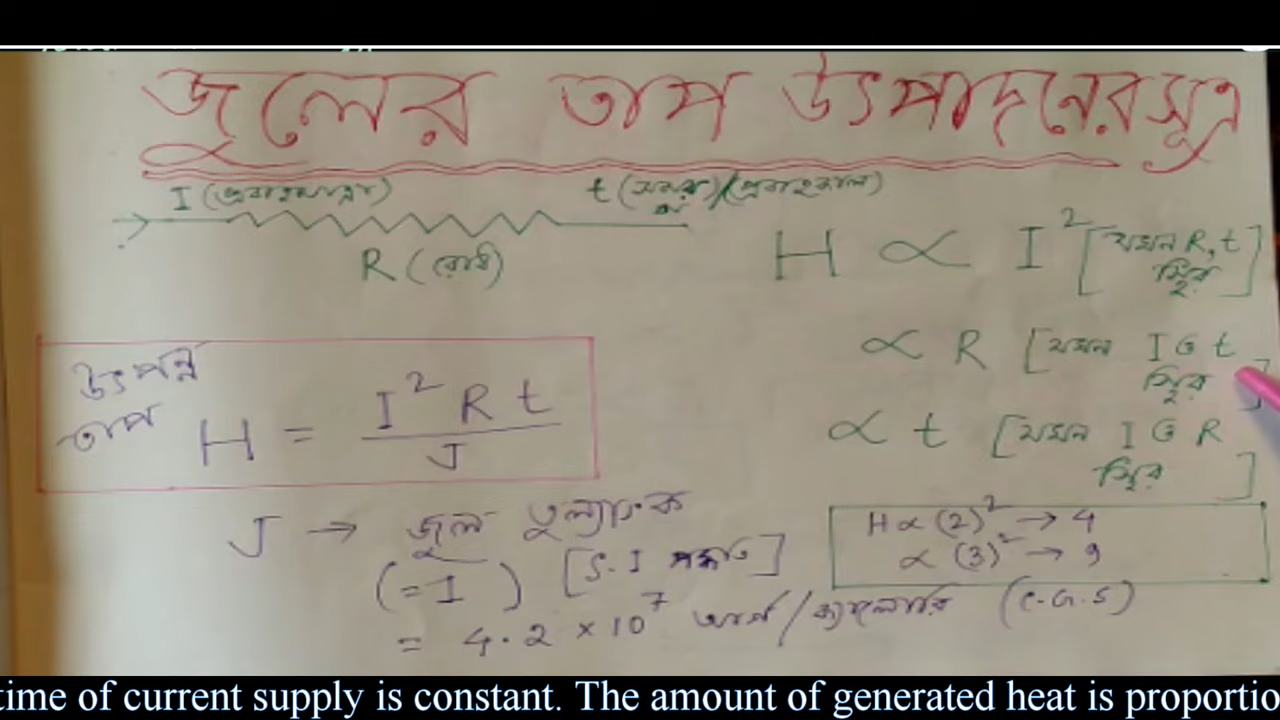 জুলের তাপ উৎপাদনের সূত্র
I (প্রবাহমাত্রা) t (সময়)/(প্রবাহকাল)
R (রোধ)
H ∝ I² [যখন R, t
স্থির]
∝ R [যখন I ও t
স্থির]
∝ t [যখন I ও R
স্থির]
উৎপন্ন
তাপ H = I² R t
J
J → জুল তুল্যাংক
(= 1) [S.I পদ্ধতি]
= 4.2 × 10⁷ আর্গ/ক্যালোরি (C.G.S)
H ∝ (2)² → 4
∝ (3)² → 9
time of current supply is constant. The amount of generated heat is proportio